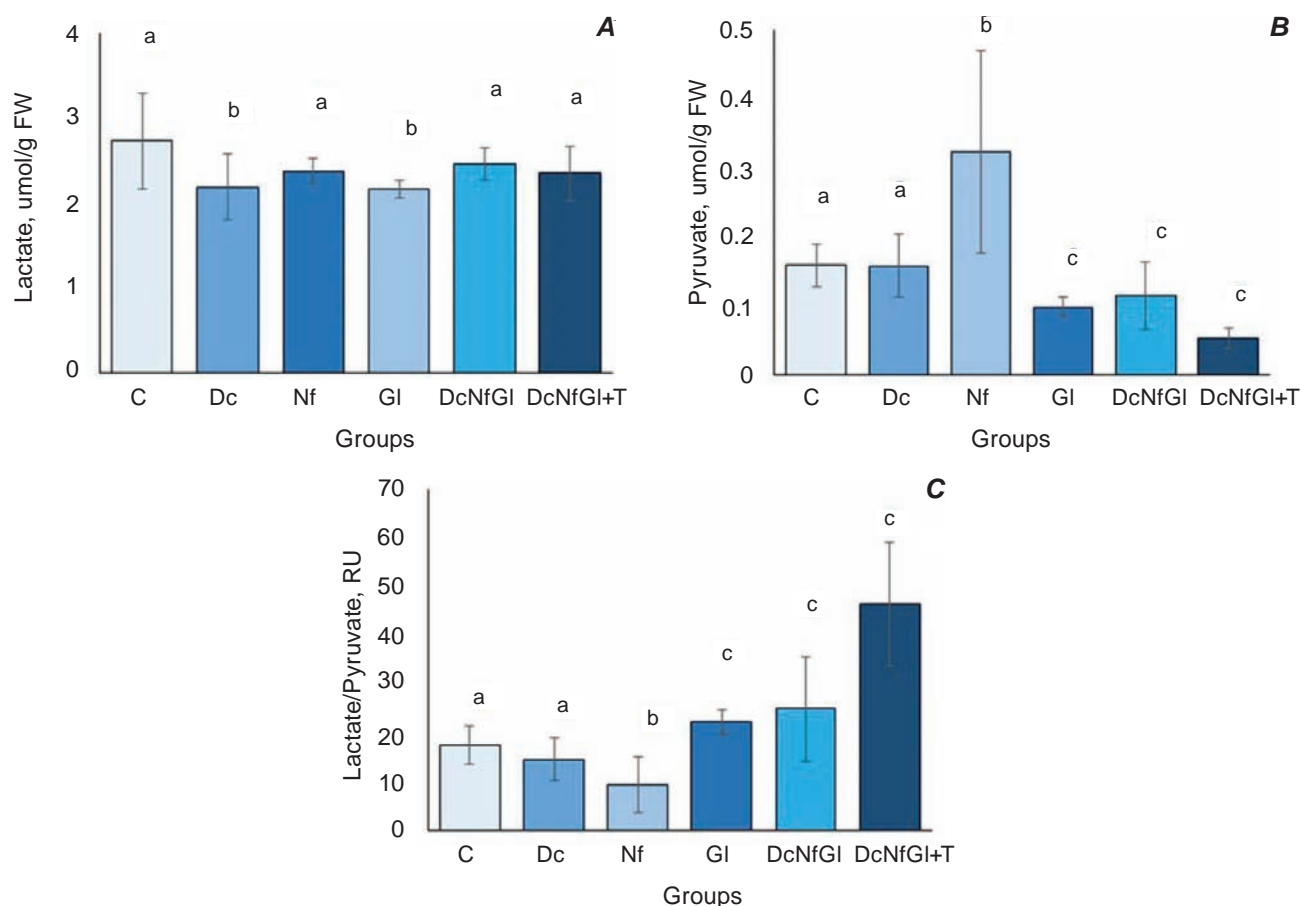 A
Lactate, umol/g FW
4
3
2
1
0
a
b
a
b
a
a
C Dc Nf Gl DcNfGl DcNfGl+T
Groups
B
Pyruvate, umol/g FW
0.5
0.4
0.3
0.2
0.1
0
a
a
b
c
c
c
C Dc Nf Gl DcNfGl DcNfGl+T
Groups
C
Lactate/Pyruvate, RU
70
60
50
40
30
20
10
0
a
a
b
c
c
c
C Dc Nf Gl DcNfGl DcNfGl+T
Groups